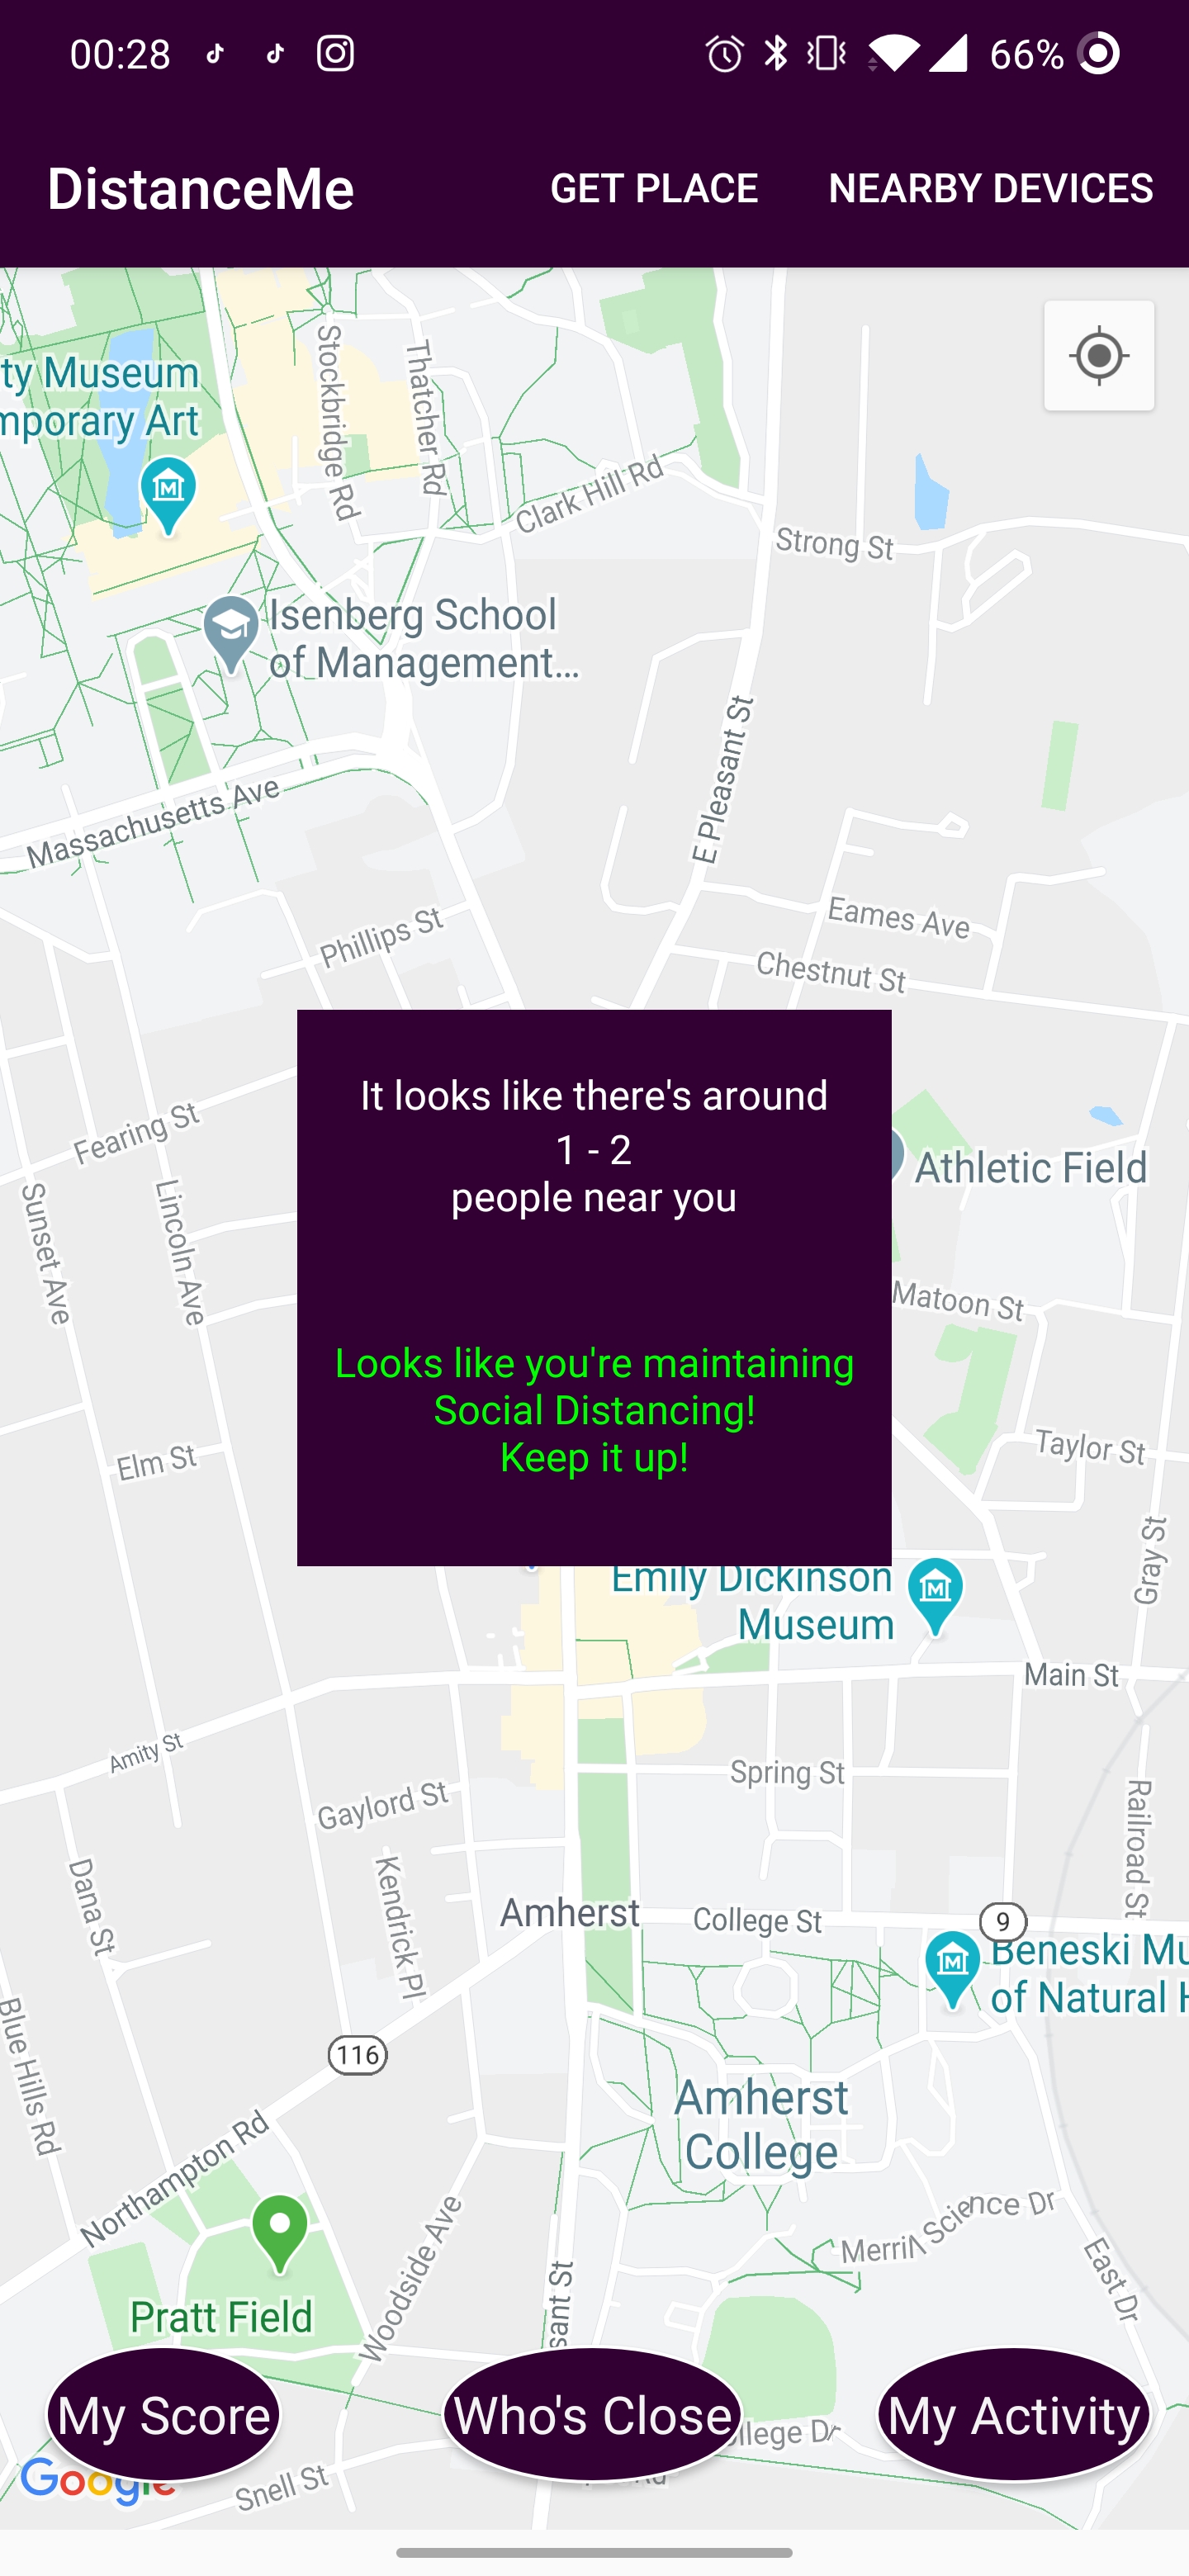 00:28
66%
DistanceMe
GET PLACE
NEARBY DEVICES
ty Museum
mporary Art
Stockbridge Rd
Thatcher Rd
Clark Hill Rd
Strong St
Isenberg School
of Management...
E Pleasant St
Massachusetts Ave
Eames Ave
Phillips St
Chestnut St
It looks like there's around
1 - 2
people near you
Looks like you're maintaining
Social Distancing!
Keep it up!
Fearing St
Athletic Field
Sunset Ave
Lincoln Ave
Matoon St
Elm St
Taylor St
Gray St
Emily Dickinson
Museum
Main St
Amity St
Spring St
Gaylord St
Railroad St
Dana St
Kendrick Pl
Amherst
College St
9
Beneski Mu
of Natural H
Blue Hills Rd
116
Amherst
College
Northampton Rd
Science Dr
Merrill
Woodside Ave
East Dr
sant St
Pratt Field
My Score
Who's Close
My Activity
llege Dr
Google
Snell St